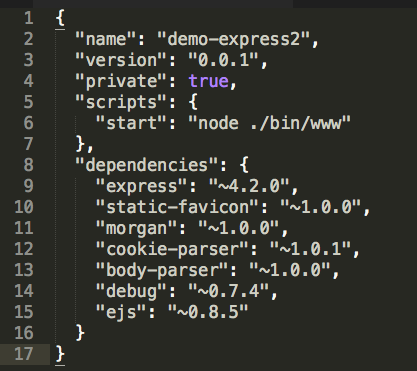 1 {
2   "name": "demo-express2",
3   "version": "0.0.1",
4   "private": true,
5   "scripts": {
6     "start": "node ./bin/www"
7   },
8   "dependencies": {
9     "express": "~4.2.0",
10     "static-favicon": "~1.0.0",
11     "morgan": "~1.0.0",
12     "cookie-parser": "~1.0.1",
13     "body-parser": "~1.0.0",
14     "debug": "~0.7.4",
15     "ejs": "~0.8.5"
16   }
17 }